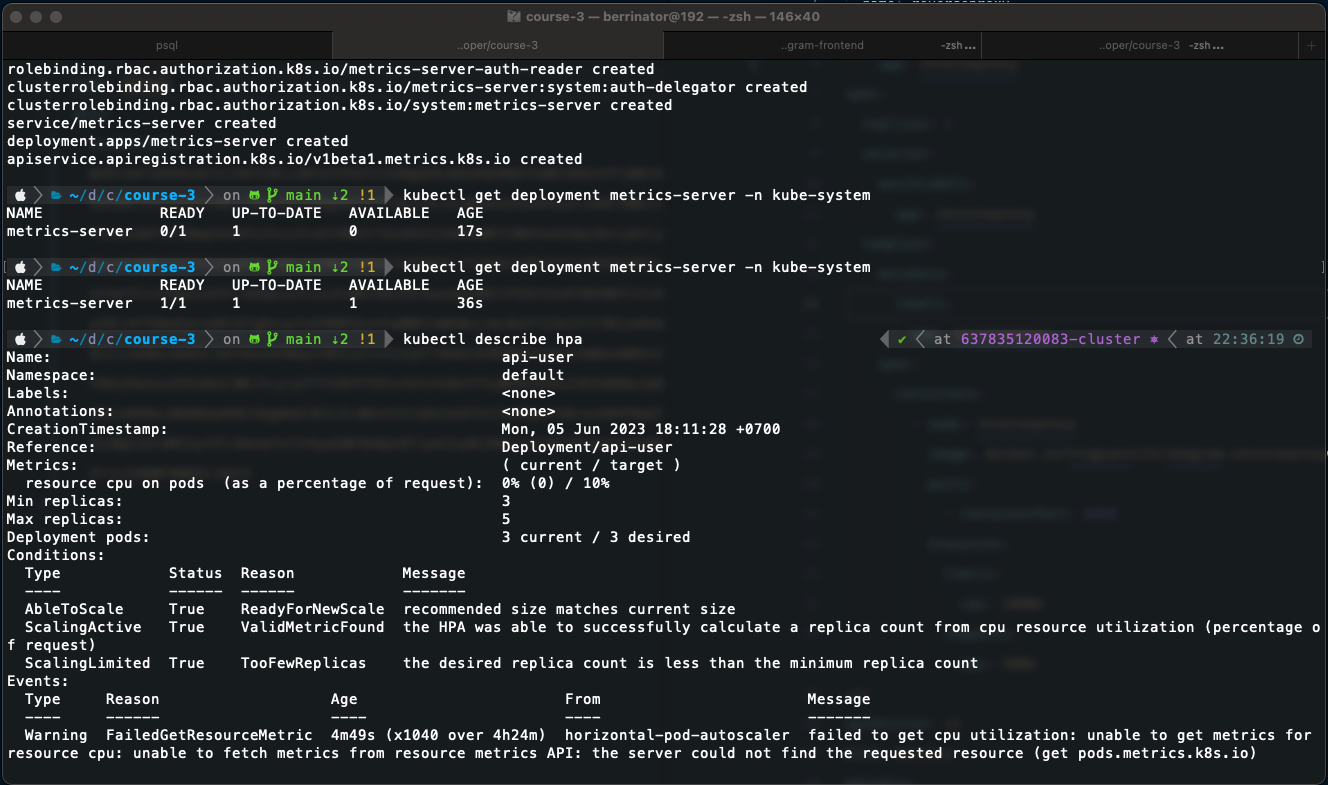 course-3 — berrinator@192 — -zsh — 146×40
psql
..oper/course-3
..gram-frontend -zsh...
..oper/course-3 -zsh...
rolebinding.rbac.authorization.k8s.io/metrics-server-auth-reader created
clusterrolebinding.rbac.authorization.k8s.io/metrics-server:system:auth-delegator created
clusterrolebinding.rbac.authorization.k8s.io/system:metrics-server created
service/metrics-server created
deployment.apps/metrics-server created
apiservice.apiregistration.k8s.io/v1beta1.metrics.k8s.io created
~/d/c/course-3 on main ↓2 !1 kubectl get deployment metrics-server -n kube-system
NAME READY UP-TO-DATE AVAILABLE AGE
metrics-server 0/1 1 0 17s
~/d/c/course-3 on main ↓2 !1 kubectl get deployment metrics-server -n kube-system
NAME READY UP-TO-DATE AVAILABLE AGE
metrics-server 1/1 1 1 36s
~/d/c/course-3 on main ↓2 !1 kubectl describe hpa ✔ at 637835120083-cluster ⎈ at 22:36:19
Name: api-user
Namespace: default
Labels: <none>
Annotations: <none>
CreationTimestamp: Mon, 05 Jun 2023 18:11:28 +0700
Reference: Deployment/api-user
Metrics: ( current / target )
resource cpu on pods (as a percentage of request): 0% (0) / 10%
Min replicas: 3
Max replicas: 5
Deployment pods: 3 current / 3 desired
Conditions:
Type Status Reason Message
---- ------ ------ -------
AbleToScale True ReadyForNewScale recommended size matches current size
ScalingActive True ValidMetricFound the HPA was able to successfully calculate a replica count from cpu resource utilization (percentage o
f request)
ScalingLimited True TooFewReplicas the desired replica count is less than the minimum replica count
Events:
Type Reason Age From Message
---- ------ ---- ---- -------
Warning FailedGetResourceMetric 4m49s (x1040 over 4h24m) horizontal-pod-autoscaler failed to get cpu utilization: unable to get metrics for
resource cpu: unable to fetch metrics from resource metrics API: the server could not find the requested resource (get pods.metrics.k8s.io)